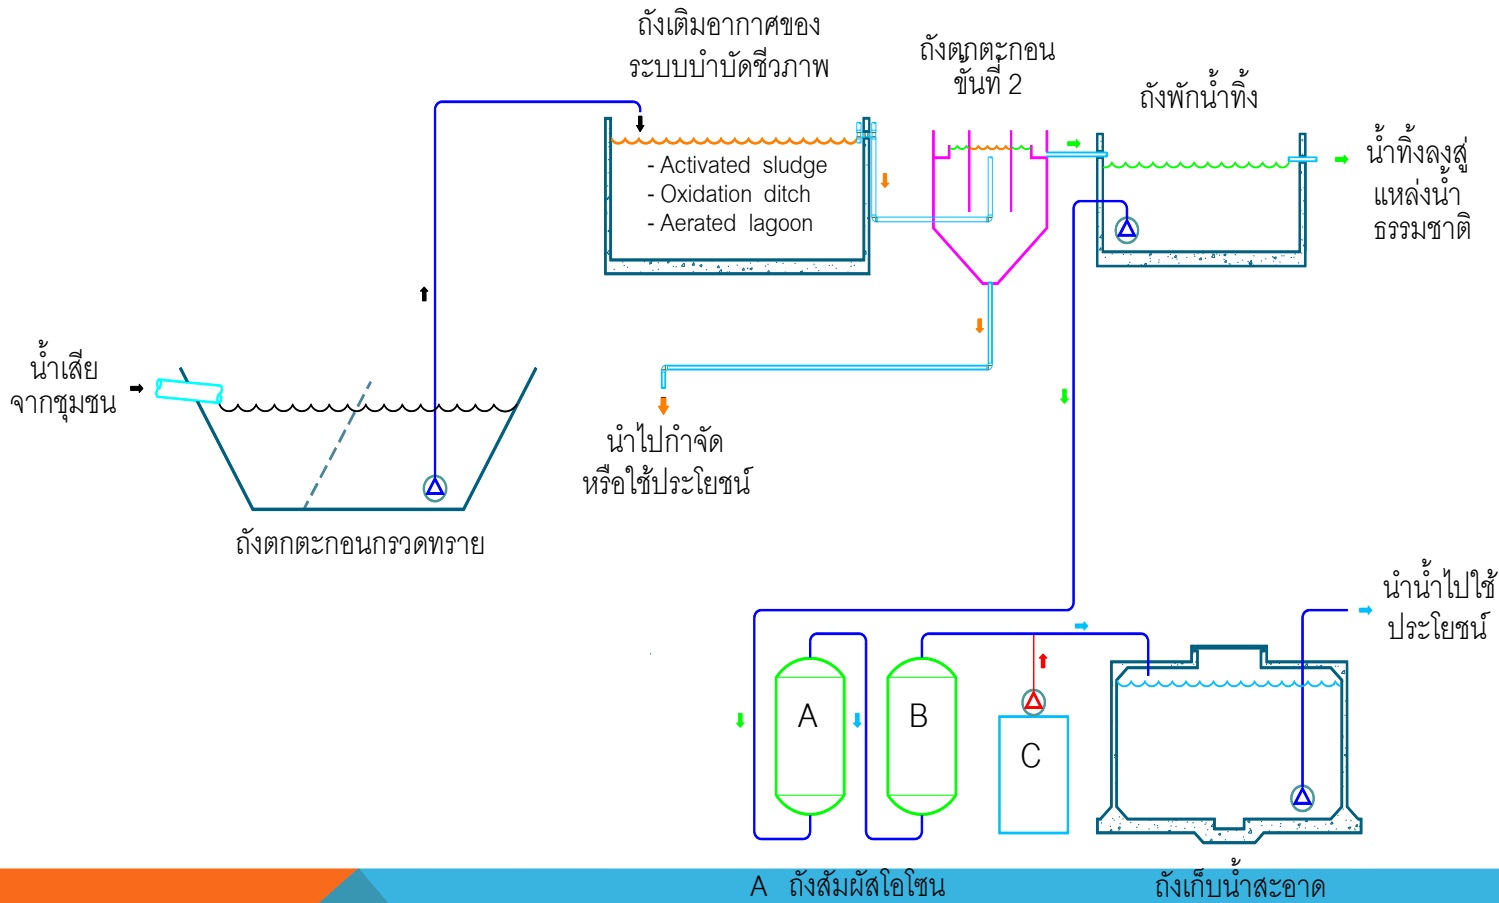 ถังเติมอากาศของ
ระบบบำบัดชีวภาพ
ถังตกตะกอน
ขั้นที่ 2
ถังพักน้ำทิ้ง
- Activated sludge
- Oxidation ditch
- Aerated lagoon
น้ำทิ้งลงสู่
แหล่งน้ำ
ธรรมชาติ
น้ำเสีย
จากชุมชน
นำไปกำจัด
หรือใช้ประโยชน์
ถังตกตะกอนกรวดทราย
นำน้ำไปใช้
ประโยชน์
A
B
C
A ถังสัมผัสโอโซน
ถังเก็บน้ำสะอาด